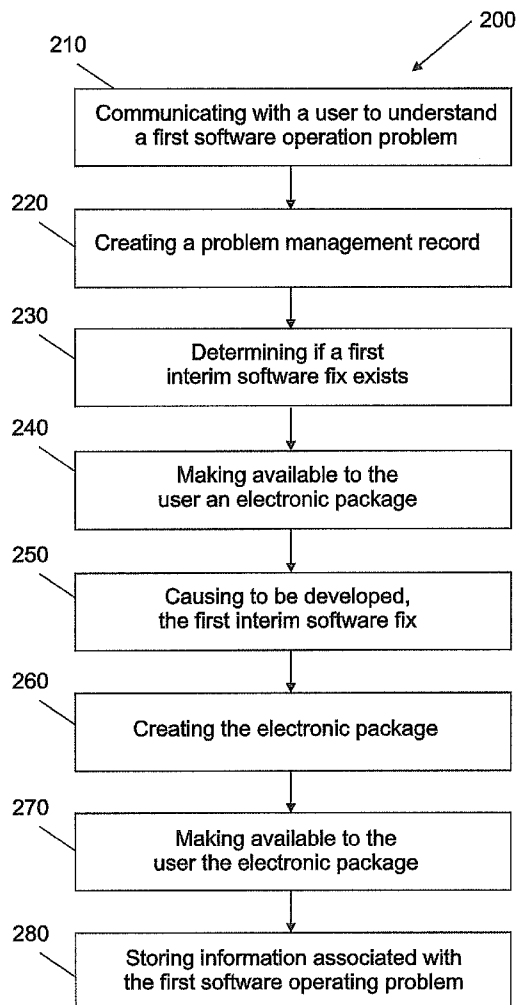 200
210
Communicating with a user to understand
a first software operation problem
220
Creating a problem management record
230
Determining if a first
interim software fix exists
240
Making available to the
user an electronic package
250
Causing to be developed,
the first interim software fix
260
Creating the electronic package
270
Making available to the
user the electronic package
280
Storing information associated with
the first software operating problem